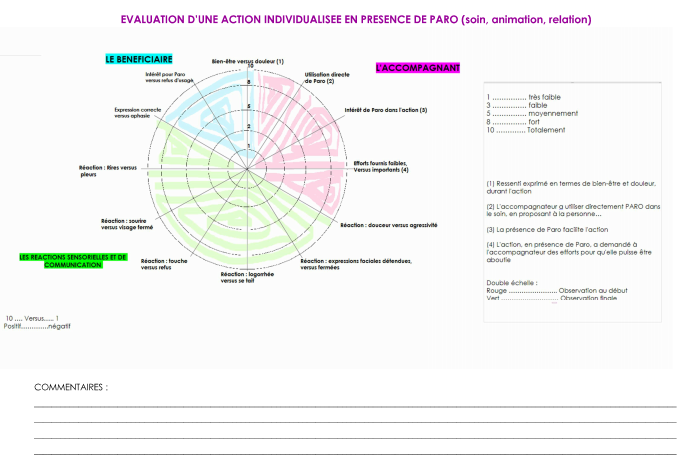 EVALUATION D'UNE ACTION INDIVIDUALISEE EN PRESENCE DE PARO (soin, animation, relation)
LE BENEFICIAIRE
L'ACCOMPAGNANT
Bien-être versus douleur (1)
Intérêt pour Paro
versus refus d'usage
Utilisation directe
de Paro (2)
Expression correcte
versus aphasie
Intérêt de Paro dans l'action (3)
Réaction : Rires versus
pleurs
Efforts fournis faibles,
Versus importants (4)
Réaction : sourire
versus visage fermé
Réaction : douceur versus agressivité
Réaction : touche
versus refus
Réaction : expressions faciales détendues,
versus fermées
Réaction : logorrhée
versus se tait
10
8
5
2
1
LES REACTIONS SENSORIELLES ET DE
COMMUNICATION
10 .... Versus..... 1
Positif..............négatif
1 ............... très faible
3 ............... faible
5 ............... moyennement
8 ............... fort
10 ............. Totalement
(1) Ressenti exprimé en termes de bien-être et douleur,
durant l'action
(2) L'accompagnateur a utiliser directement PARO dans
le soin, en proposant à la personne...
(3) La présence de Paro facilite l'action
(4) L'action, en présence de Paro, a demandé à
l'accompagnateur des efforts pour qu'elle puisse être
aboutie
Double échelle :
Rouge ........................ Observation au début
Vert ............................ Observation finale
COMMENTAIRES :